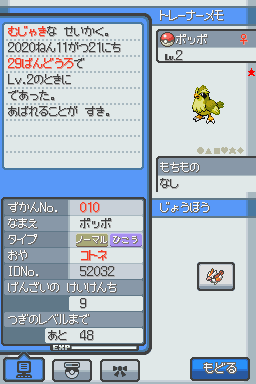 むじゃきな せいかく。
2020ねん11がつ21にち
29ばんどうろで
Lv.2のときに
であった。
あばれることが すき。
トレーナーメモ
ポッポ ♀
Lv.2
もちもの
なし
ずかんNo. 010
なまえ ポッポ
タイプ ノーマル ひこう
おや コトネ
IDNo. 52032
げんざいの けいけんち
9
つぎのレベルまで
あと 48
EXP
じょうほう
もどる